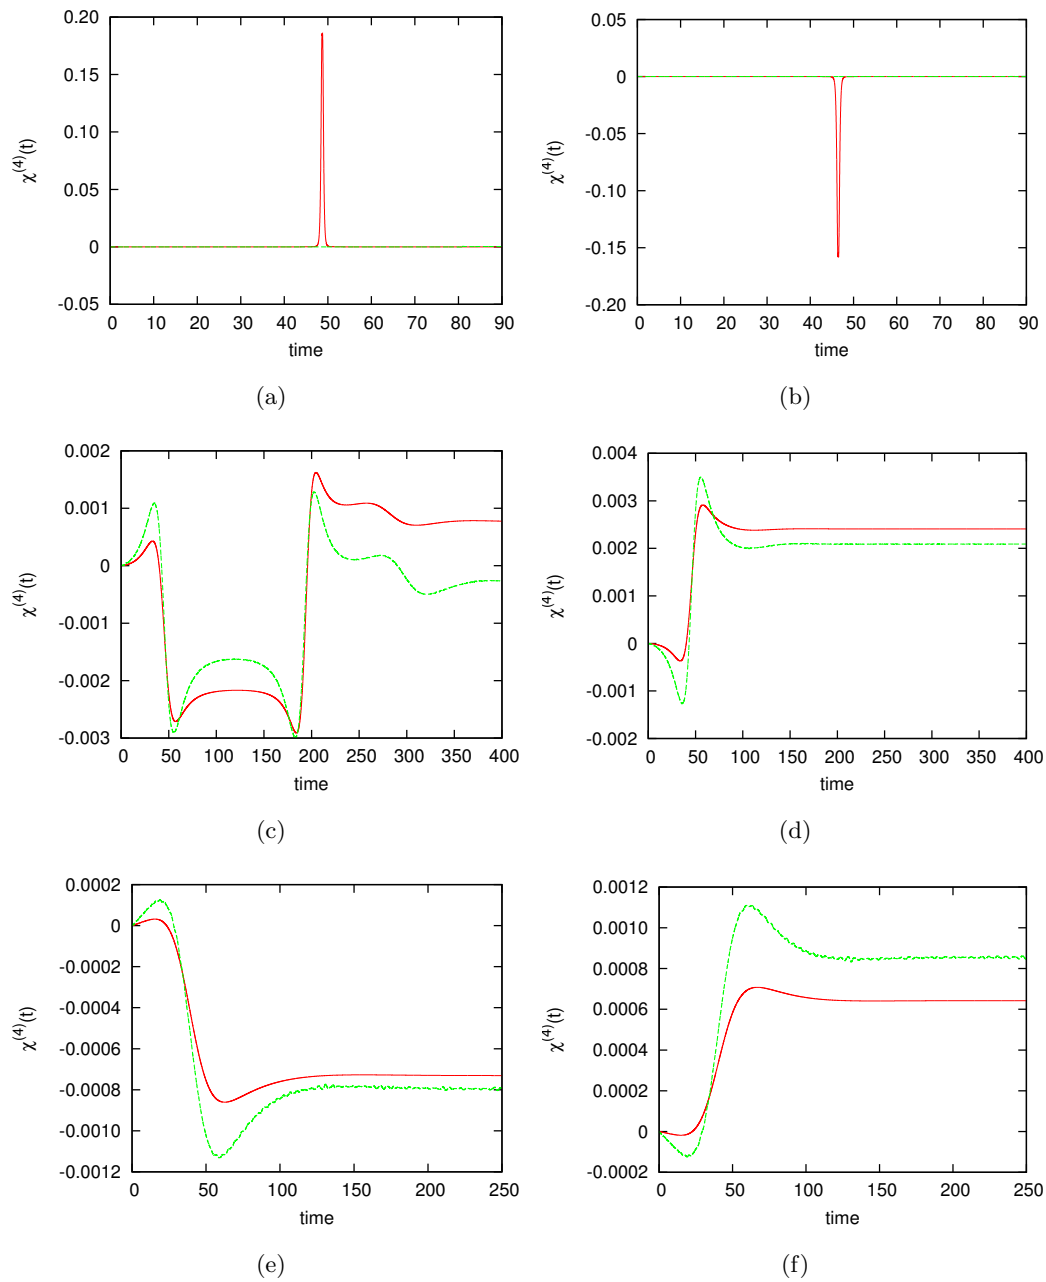 0.20
0.15
0.10
0.05
0
-0.05
0 10 20 30 40 50 60 70 80 90
χ(4)(t)
time
(a)
0.05
0
-0.05
-0.10
-0.15
-0.20
0 10 20 30 40 50 60 70 80 90
χ(4)(t)
time
(b)
0.002
0.001
0
-0.001
-0.002
-0.003
0 50 100 150 200 250 300 350 400
χ(4)(t)
time
(c)
0.004
0.003
0.002
0.001
0
-0.001
-0.002
0 50 100 150 200 250 300 350 400
χ(4)(t)
time
(d)
0.0002
0
-0.0002
-0.0004
-0.0006
-0.0008
-0.0010
-0.0012
0 50 100 150 200 250
χ(4)(t)
time
(e)
0.0012
0.0010
0.0008
0.0006
0.0004
0.0002
0
-0.0002
0 50 100 150 200 250
χ(4)(t)
time
(f)